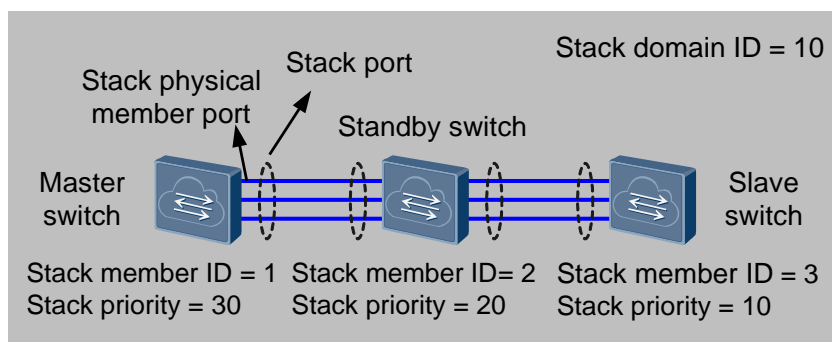 Stack domain ID = 10
Stack port
Stack physical
member port
Standby switch
Master
switch
Slave
switch
Stack member ID = 1
Stack priority = 30
Stack member ID= 2
Stack priority = 20
Stack member ID = 3
Stack priority = 10